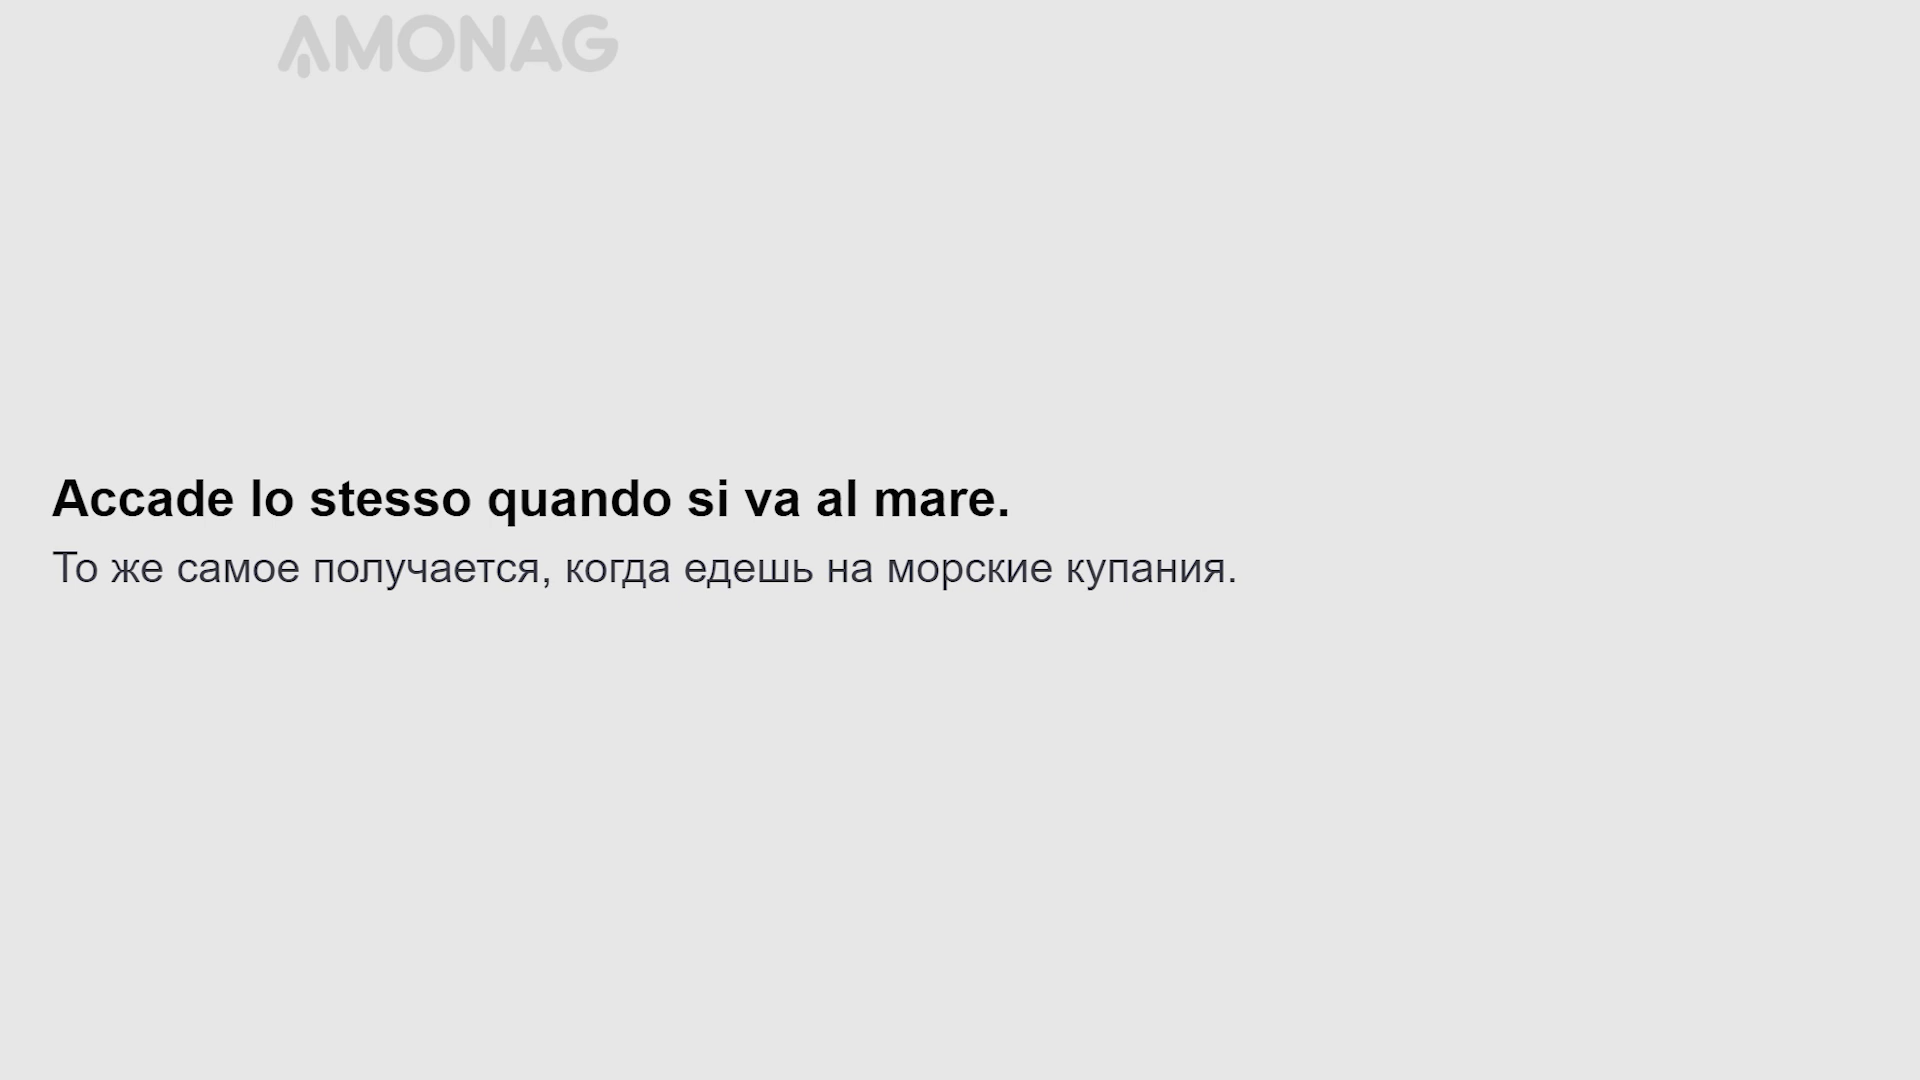 AMONAG
Accade lo stesso quando si va al mare.
То же самое получается, когда едешь на морские купания.